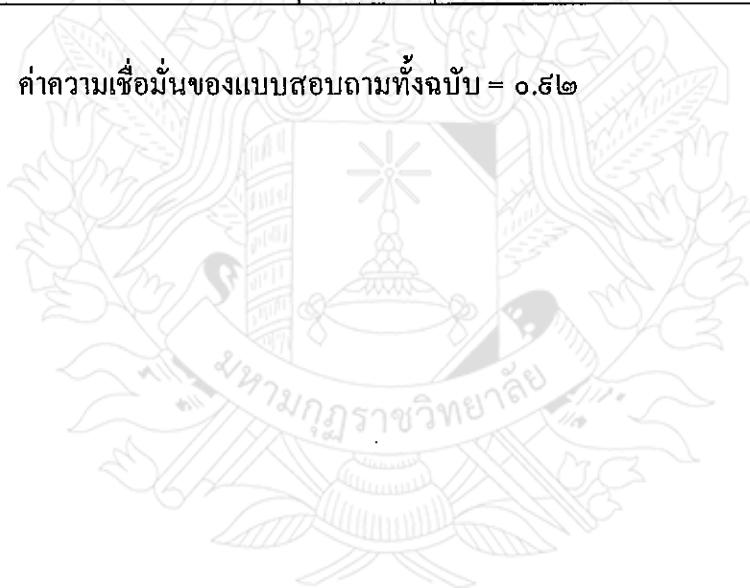 ค่าความเชื่อมั่นของแบบสอบถามทั้งฉบับ = ๐.๙๒
มหามกุฏราชวิทยาลัย